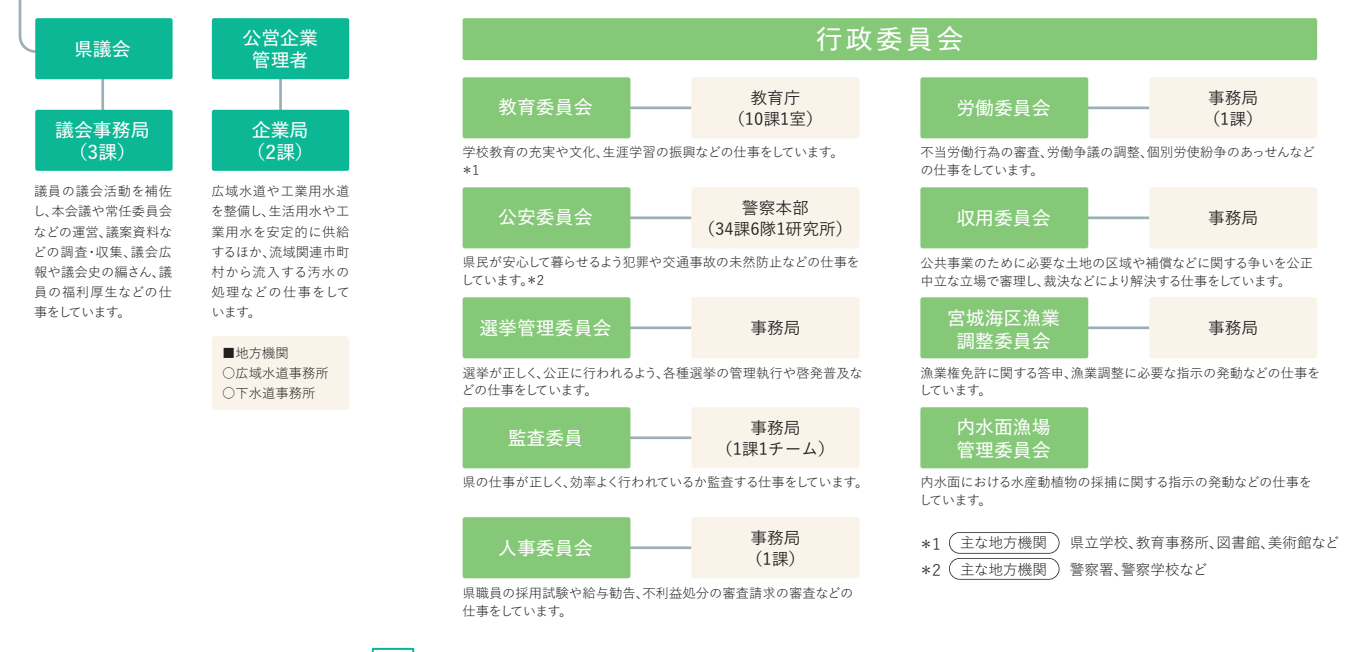 県議会
議会事務局
（3課）
議員の議会活動を補佐
し、本会議や常任委員会
などの運営、議案資料な
どの調査・収集、議会広
報や議会史の編さん、議
員の福利厚生などの仕
事をしています。
公営企業
管理者
企業局
（2課）
広域水道や工業用水道
を整備し、生活用水や工
業用水を安定的に供給
するほか、流域関連市町
村から流入する汚水の
処理などの仕事をして
います。
■地方機関
○広域水道事務所
○下水道事務所
行政委員会
教育委員会
教育庁
（10課1室）
学校教育の充実や文化、生涯学習の振興などの仕事をしています。
*1
公安委員会
警察本部
（34課6隊1研究所）
県民が安心して暮らせるよう犯罪や交通事故の未然防止などの仕事を
しています。*2
選挙管理委員会
事務局
選挙が正しく、公正に行われるよう、各種選挙の管理執行や啓発普及な
どの仕事をしています。
監査委員
事務局
（1課1チーム）
県の仕事が正しく、効率よく行われているか監査する仕事をしています。
人事委員会
事務局
（1課）
県職員の採用試験や給与勧告、不利益処分の審査請求の審査などの
仕事をしています。
労働委員会
事務局
（1課）
不当労働行為の審査、労働争議の調整、個別労使紛争のあっせんなど
の仕事をしています。
収用委員会
事務局
公共事業のために必要な土地の区域や補償などに関する争いを公正
中立な立場で審理し、裁決などにより解決する仕事をしています。
宮城海区漁業
調整委員会
事務局
漁業権免許に関する答申、漁業調整に必要な指示の発動などの仕事を
しています。
内水面漁場
管理委員会
内水面における水産動植物の採捕に関する指示の発動などの仕事を
しています。
*1 主な地方機関 県立学校、教育事務所、図書館、美術館など
*2 主な地方機関 警察署、警察学校など